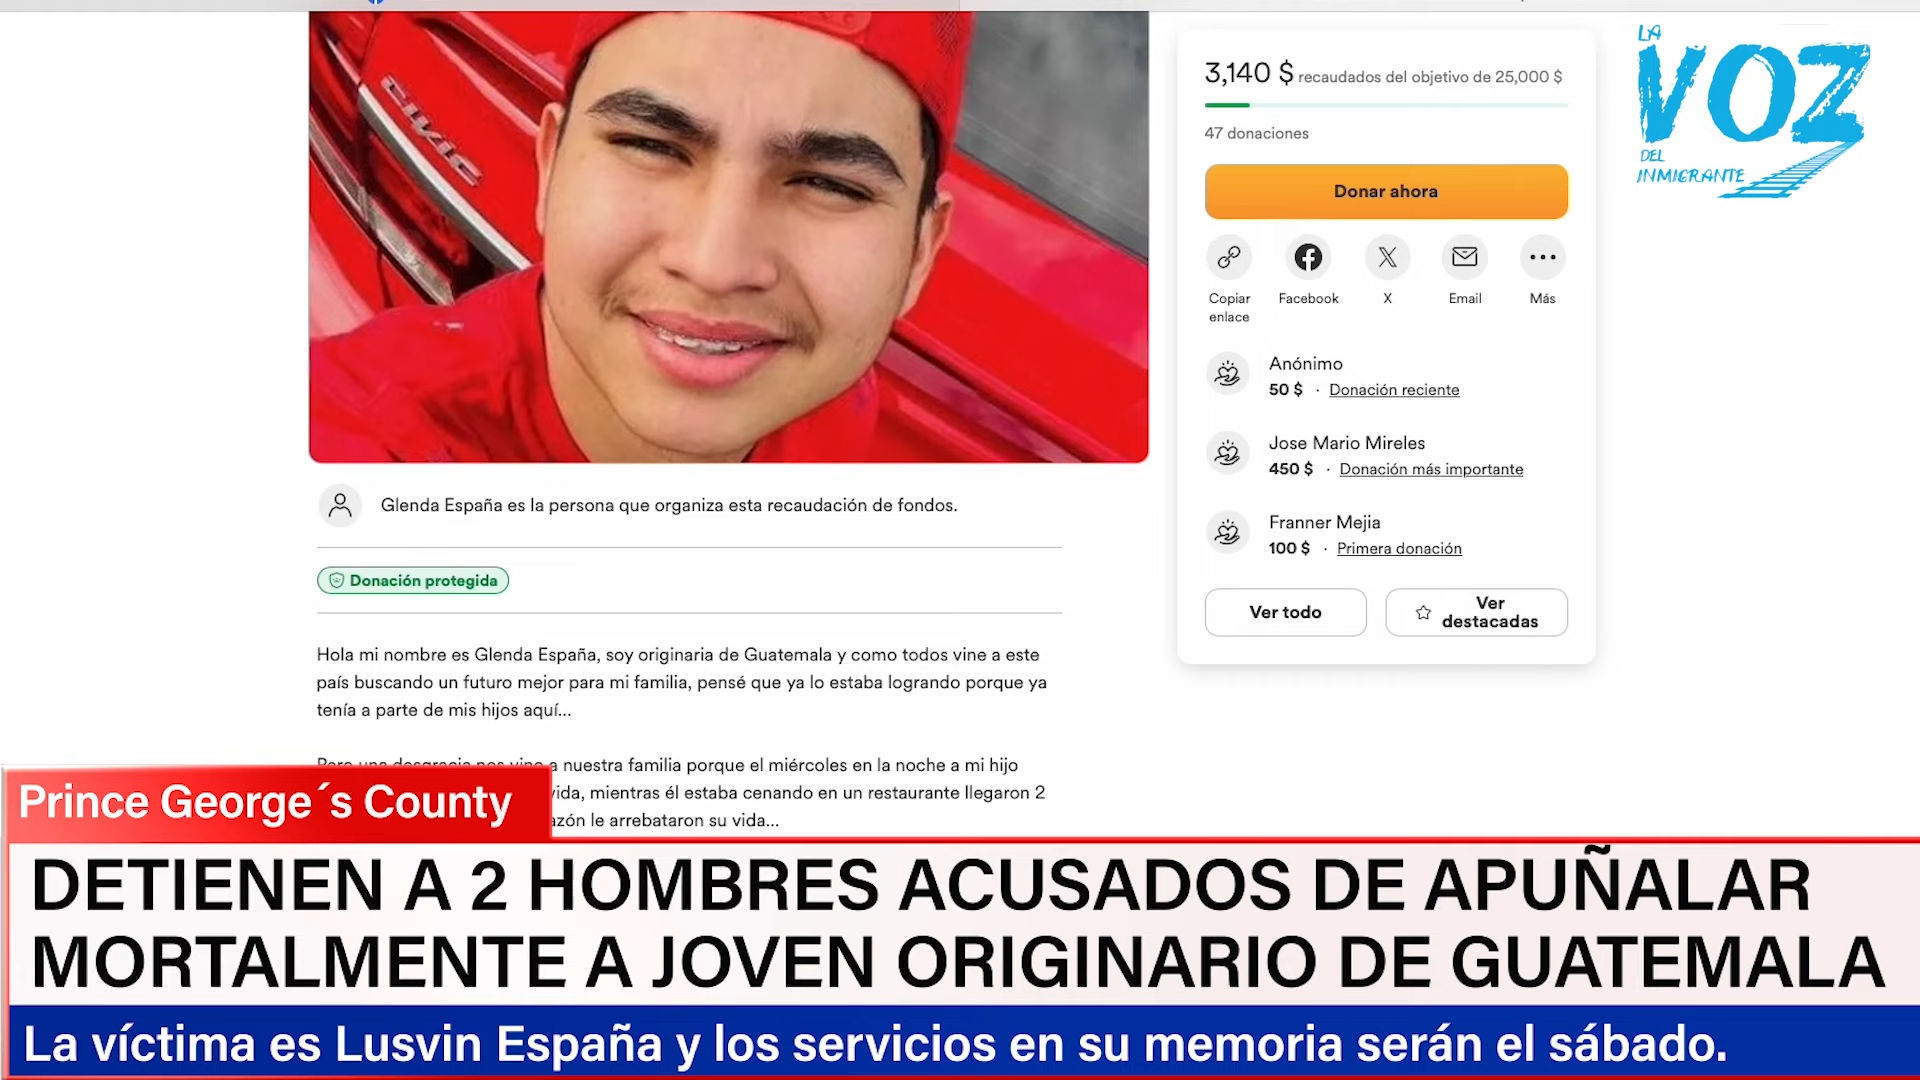 LA
VOZ
DEL
INMIGRANTE
CIVIC
3,140 $ recaudados del objetivo de 25,000 $
47 donaciones
Donar ahora
Copiar enlace
Facebook
X
Email
Más
Anónimo
50 $ · Donación reciente
Jose Mario Mireles
450 $ · Donación más importante
Franner Mejia
100 $ · Primera donación
Ver todo
Ver destacadas
Glenda España es la persona que organiza esta recaudación de fondos.
Donación protegida
Hola mi nombre es Glenda España, soy originaria de Guatemala y como todos vine a este
país buscando un futuro mejor para mi familia, pensé que ya lo estaba logrando porque ya
tenía a parte de mis hijos aquí...
Pero una desgracia nos vino a nuestra familia porque el miércoles en la noche a mi hijo
vida, mientras él estaba cenando en un restaurante llegaron 2
le arrebataron su vida...
Prince George´s County
DETIENEN A 2 HOMBRES ACUSADOS DE APUÑALAR
MORTALMENTE A JOVEN ORIGINARIO DE GUATEMALA
La víctima es Lusvin España y los servicios en su memoria serán el sábado.